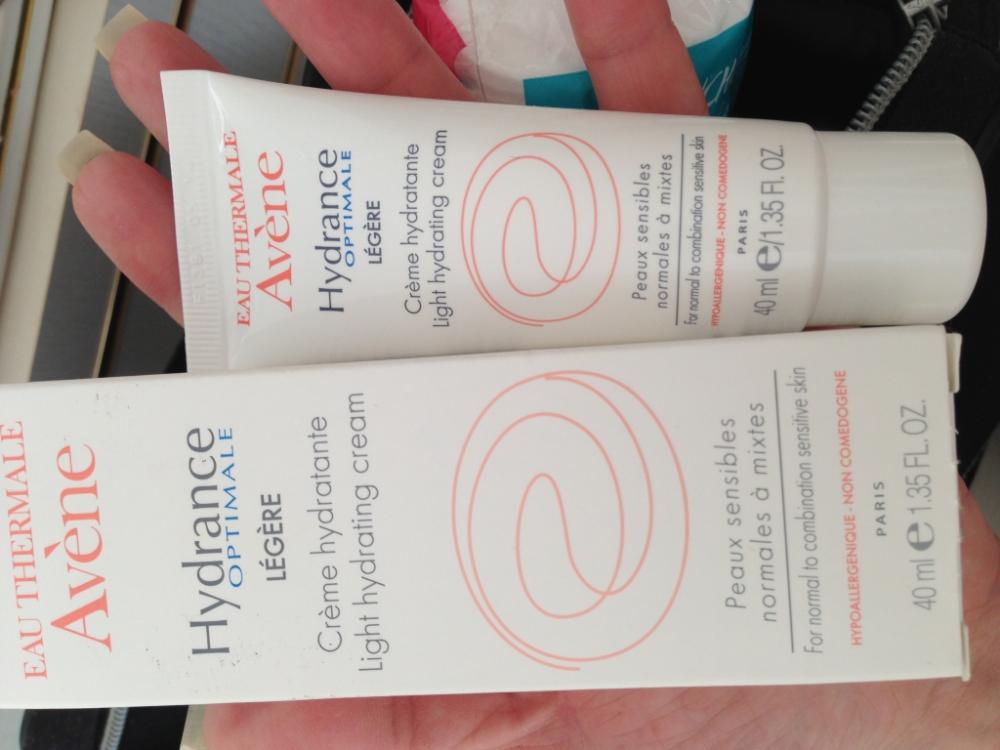 EAU THERMALE
Avène
Hydrance
OPTIMALE
LÉGÈRE
Crème hydratante
Light hydrating cream
Peaux sensibles
normales à mixtes
For normal to combination sensitive skin
HYPOALLERGENIQUE - NON COMEDOGENE
PARIS
40 ml e/1.35 FL. OZ.
EAU THERMALE
Avène
Hydrance
OPTIMALE
LÉGÈRE
Crème hydratante
Light hydrating cream
Peaux sensibles
normales à mixtes
For normal to combination sensitive skin
HYPOALLERGENIQUE - NON COMEDOGENE
PARIS
40 ml e 1.35 FL. OZ.